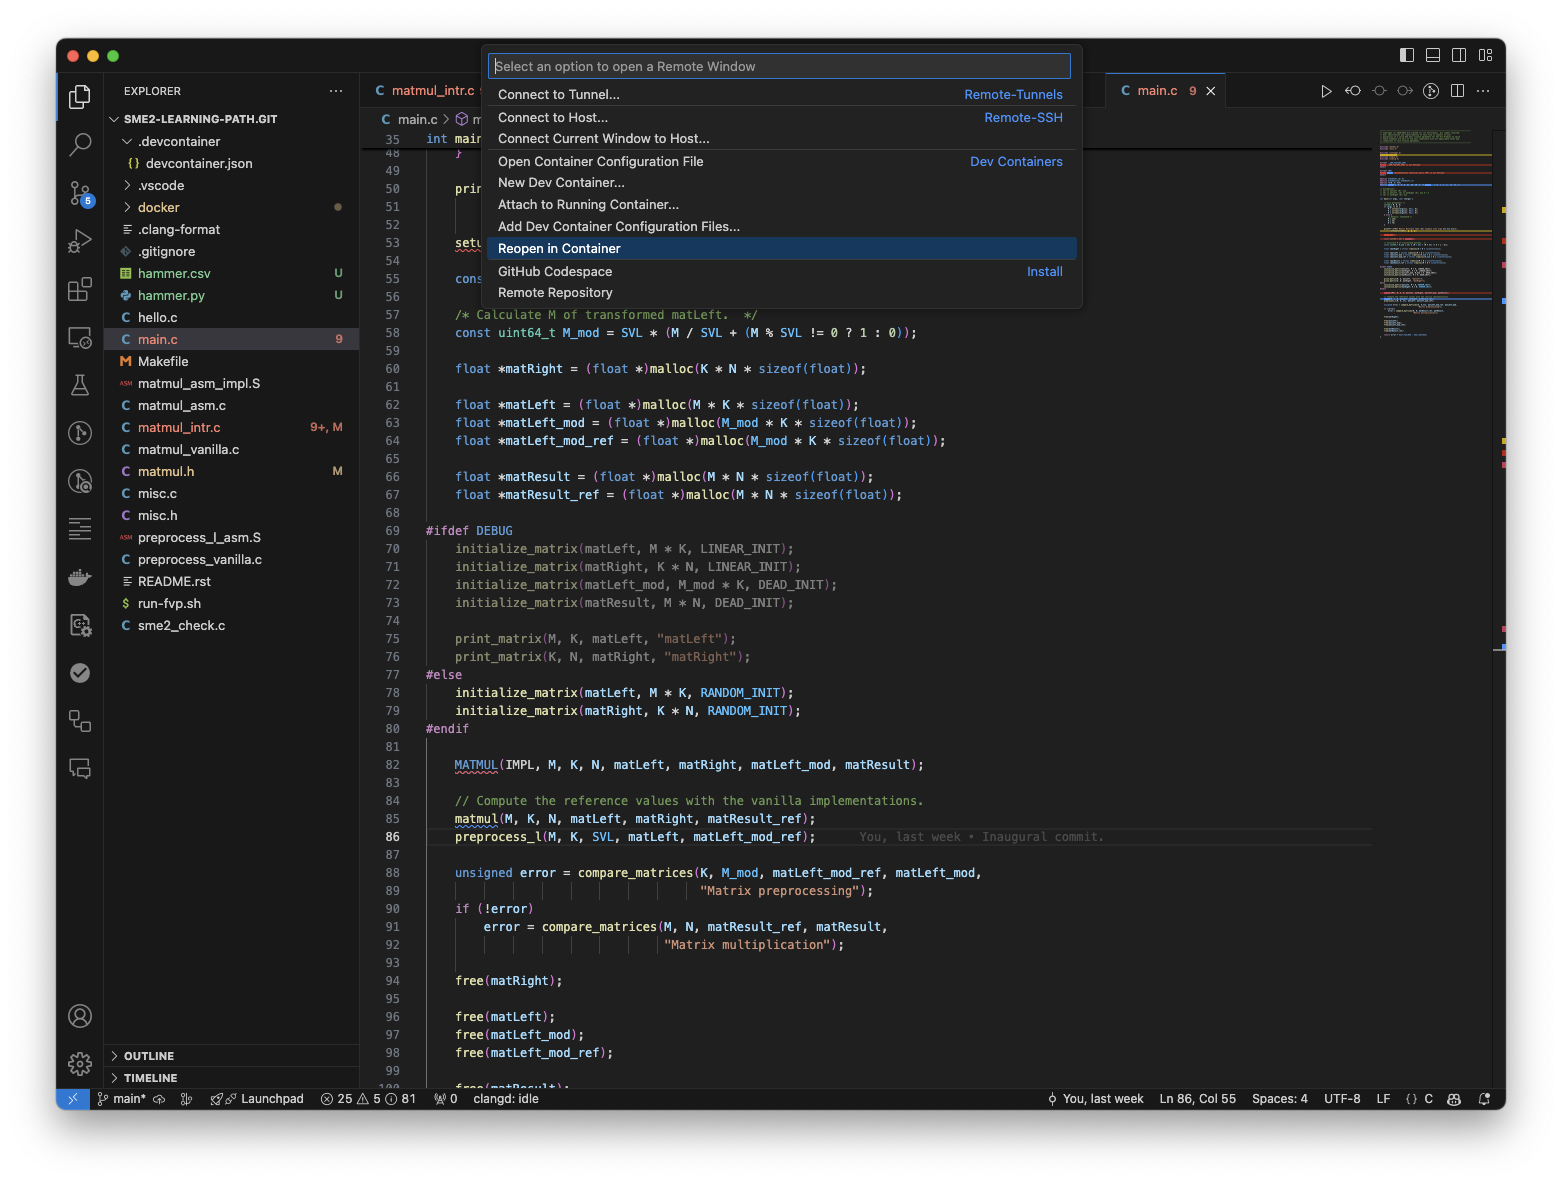 Select an option to open a Remote Window
Connect to Tunnel... Remote-Tunnels
Connect to Host... Remote-SSH
Connect Current Window to Host...
Open Container Configuration File Dev Containers
New Dev Container...
Attach to Running Container...
Add Dev Container Configuration Files...
Reopen in Container
GitHub Codespace Install
Remote Repository
EXPLORER
SME2-LEARNING-PATH.GIT
.devcontainer
{} devcontainer.json
.vscode
docker
.clang-format
.gitignore
hammer.csv U
hammer.py U
C hello.c
C main.c 9
M Makefile
ASM matmul_asm_impl.S
C matmul_asm.c
C matmul_intr.c 9+, M
C matmul_vanilla.c
C matmul.h M
C misc.c
C misc.h
ASM preprocess_l_asm.S
C preprocess_vanilla.c
README.rst
$ run-fvp.sh
C sme2_check.c
OUTLINE
TIMELINE
6
C matmul_intr.c
C main.c 9
C main.c
35 int main
48 }
49
50 prin
51
52
53 setu
54
55 cons
56
57 /* Calculate M of transformed matLeft.  */
58 const uint64_t M_mod = SVL * (M / SVL + (M % SVL != 0 ? 1 : 0));
59
60 float *matRight = (float *)malloc(K * N * sizeof(float));
61
62 float *matLeft = (float *)malloc(M * K * sizeof(float));
63 float *matLeft_mod = (float *)malloc(M_mod * K * sizeof(float));
64 float *matLeft_mod_ref = (float *)malloc(M_mod * K * sizeof(float));
65
66 float *matResult = (float *)malloc(M * N * sizeof(float));
67 float *matResult_ref = (float *)malloc(M * N * sizeof(float));
68
69 #ifdef DEBUG
70 initialize_matrix(matLeft, M * K, LINEAR_INIT);
71 initialize_matrix(matRight, K * N, LINEAR_INIT);
72 initialize_matrix(matLeft_mod, M_mod * K, DEAD_INIT);
73 initialize_matrix(matResult, M * N, DEAD_INIT);
74
75 print_matrix(M, K, matLeft, "matLeft");
76 print_matrix(K, N, matRight, "matRight");
77 #else
78 initialize_matrix(matLeft, M * K, RANDOM_INIT);
79 initialize_matrix(matRight, K * N, RANDOM_INIT);
80 #endif
81
82 MATMUL(IMPL, M, K, N, matLeft, matRight, matLeft_mod, matResult);
83
84 // Compute the reference values with the vanilla implementations.
85 matmul(M, K, N, matLeft, matRight, matResult_ref);
86 preprocess_l(M, K, SVL, matLeft, matLeft_mod_ref); You, last week • Inaugural commit.
87
88 unsigned error = compare_matrices(K, M_mod, matLeft_mod_ref, matLeft_mod,
89 "Matrix preprocessing");
90 if (!error)
91 error = compare_matrices(M, N, matResult_ref, matResult,
92 "Matrix multiplication");
93
94 free(matRight);
95
96 free(matLeft);
97 free(matLeft_mod);
98 free(matLeft_mod_ref);
99
100 free(matResult);
main* Launchpad 25 5 81 0 clangd: idle You, last week Ln 86, Col 55 Spaces: 4 UTF-8 LF {} C